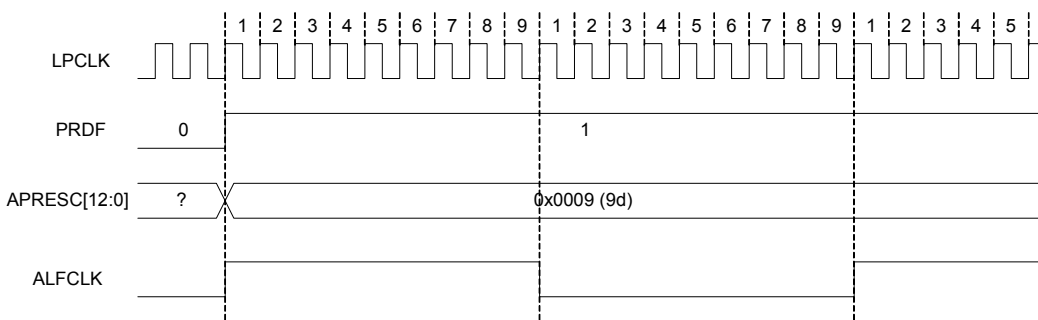 1 2 3 4 5 6 7 8 9 1 2 3 4 5 6 7 8 9 1 2 3 4 5
LPCLK
PRDF 0 1
APRESC[12:0] ? 0x0009 (9d)
ALFCLK